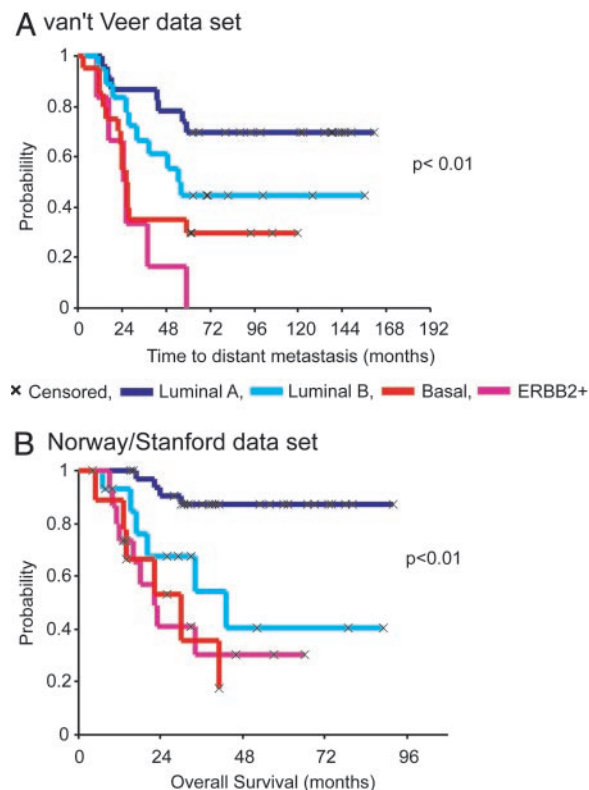 A van't Veer data set
1
0.8
0.6
0.4
0.2
0
Probabililty
p< 0.01
0 24 48 72 96 120 144 168 192
Time to distant metastasis (months)
× Censored, Luminal A, Luminal B, Basal, ERBB2+
B Norway/Stanford data set
1
0.8
0.6
0.4
0.2
0
Probability
p<0.01
0 24 48 72 96
Overall Survival (months)